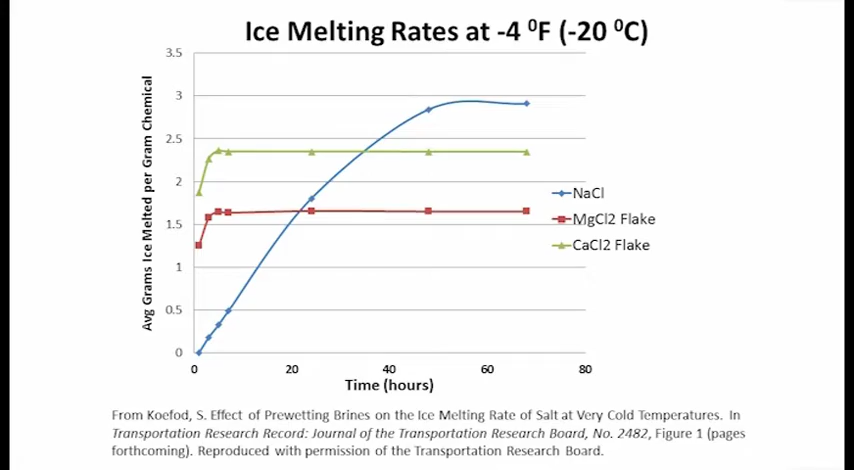 Ice Melting Rates at -4 ⁰F (-20 ⁰C)
Avg Grams Ice Melted per Gram Chemical
3.5
3
2.5
2
1.5
1
0.5
0
0
20
40
60
80
Time (hours)
NaCl
MgCl2 Flake
CaCl2 Flake
From Koefod, S. Effect of Prewetting Brines on the Ice Melting Rate of Salt at Very Cold Temperatures. In
Transportation Research Record: Journal of the Transportation Research Board, No. 2482, Figure 1 (pages
forthcoming). Reproduced with permission of the Transportation Research Board.